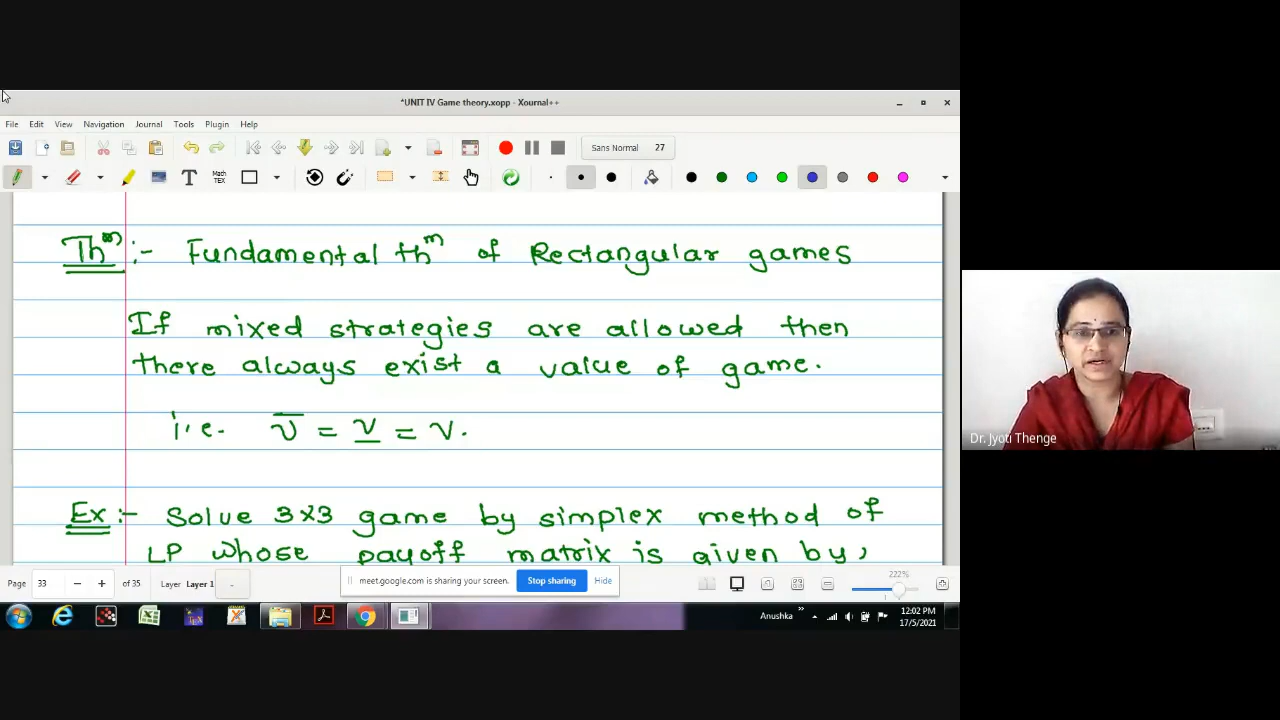 *UNIT IV Game theory.xopp - Xournal++
File Edit View Navigation Journal Tools Plugin Help
Sans Normal 27
Math TEX
Thm :- Fundamental thm of Rectangular games
If mixed strategies are allowed then
there always exist a value of game.
i.e. v̅ = v̲ = v.
Ex :- Solve 3x3 game by simplex method of
LP whose payoff matrix is given by,
Dr. Jyoti Thenge
Page 33 of 35 Layer Layer 1
meet.google.com is sharing your screen. Stop sharing Hide
222%
Anushka
12:02 PM
17/5/2021